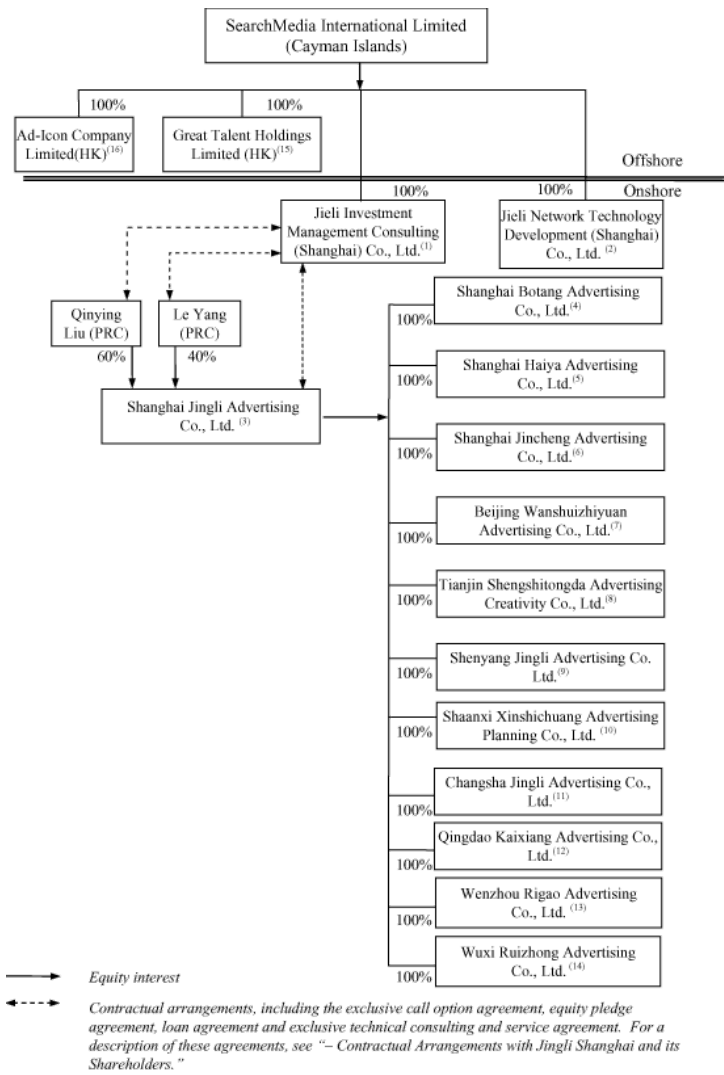 SearchMedia International Limited
(Cayman Islands)
100%
100%
Ad-Icon Company
Limited(HK)(16)
Great Talent Holdings
Limited (HK)(15)
Offshore
100%
100%
Onshore
Jieli Investment
Management Consulting
(Shanghai) Co., Ltd.(1)
Jieli Network Technology
Development (Shanghai)
Co., Ltd. (2)
Qinying
Liu (PRC)
Le Yang
(PRC)
60%
40%
Shanghai Jingli Advertising
Co., Ltd. (3)
Shanghai Botang Advertising
Co., Ltd.(4)
100%
Shanghai Haiya Advertising
Co., Ltd.(5)
100%
Shanghai Jincheng Advertising
Co., Ltd.(6)
100%
Beijing Wanshuizhiyuan
Advertising Co., Ltd.(7)
100%
Tianjin Shengshitongda Advertising
Creativity Co., Ltd.(8)
100%
Shenyang Jingli Advertising Co.
Ltd.(9)
100%
Shaanxi Xinshichuang Advertising
Planning Co., Ltd. (10)
100%
Changsha Jingli Advertising Co.,
Ltd.(11)
100%
Qingdao Kaixiang Advertising Co.,
Ltd.(12)
100%
Wenzhou Rigao Advertising
Co., Ltd. (13)
100%
Wuxi Ruizhong Advertising
Co., Ltd. (14)
100%
Equity interest
Contractual arrangements, including the exclusive call option agreement, equity pledge
agreement, loan agreement and exclusive technical consulting and service agreement. For a
description of these agreements, see “– Contractual Arrangements with Jingli Shanghai and its
Shareholders.”